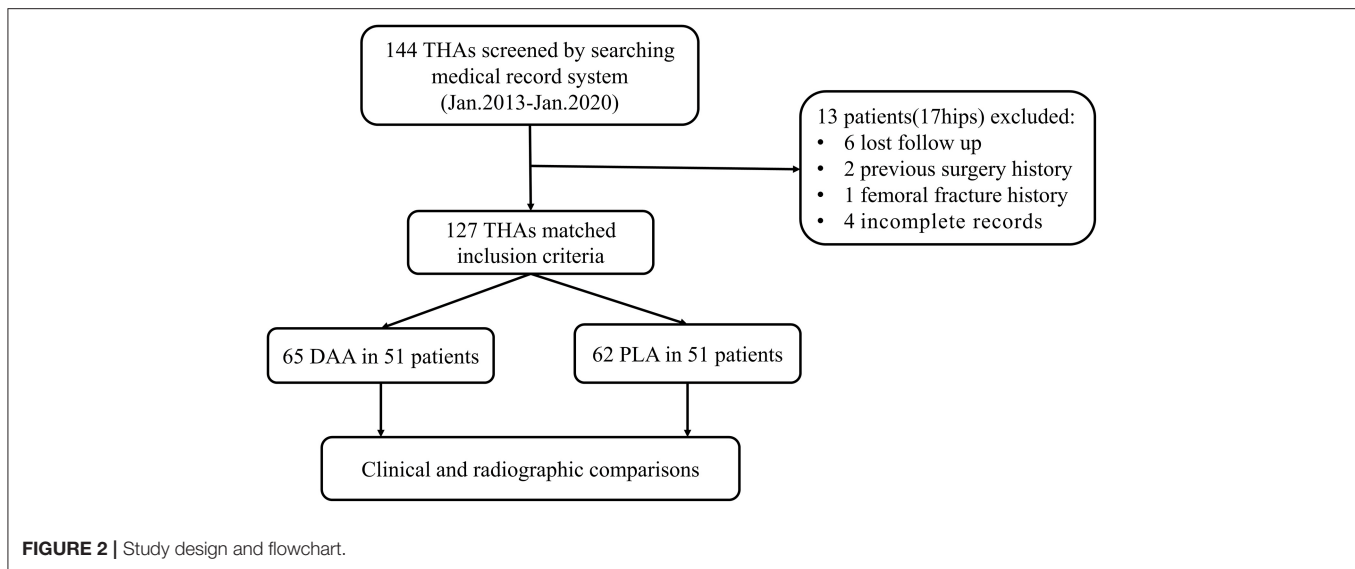 144 THAs screened by searching
medical record system
(Jan.2013-Jan.2020)
13 patients(17hips) excluded:
• 6 lost follow up
• 2 previous surgery history
• 1 femoral fracture history
• 4 incomplete records
127 THAs matched
inclusion criteria
65 DAA in 51 patients
62 PLA in 51 patients
Clinical and radiographic comparisons
FIGURE 2 | Study design and flowchart.